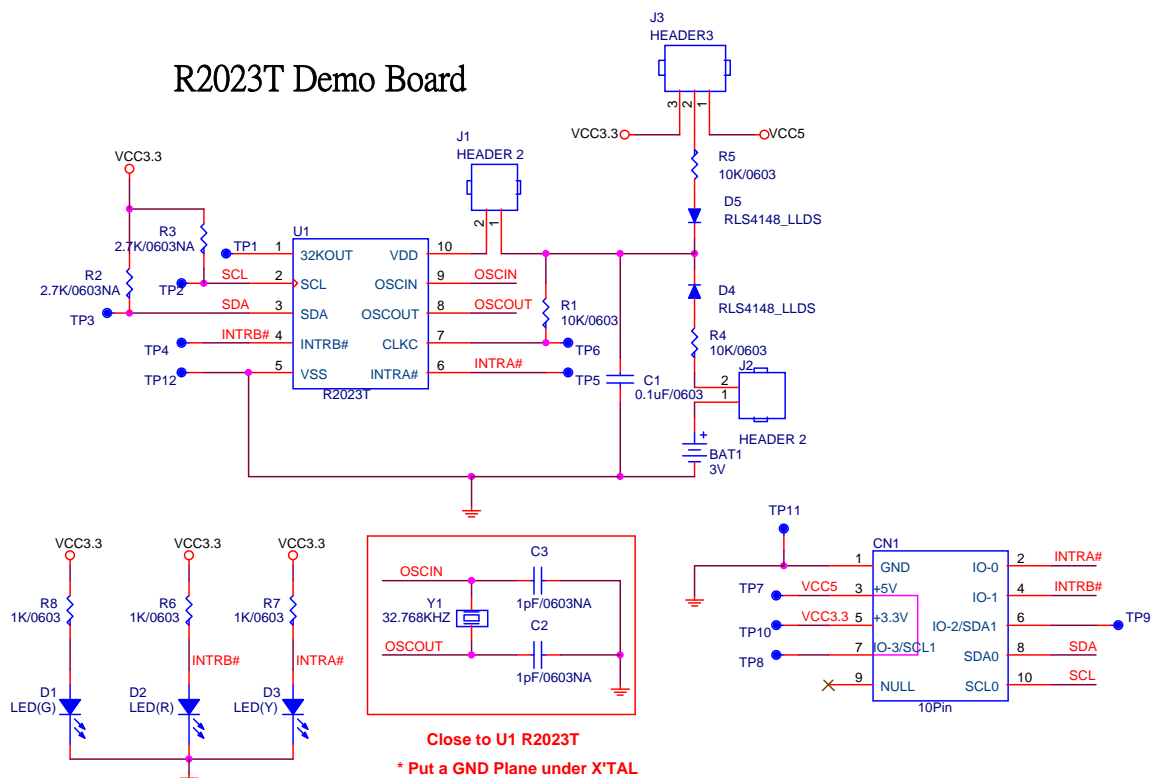 J3
HEADER3
R2023T Demo Board
3 2 1
VCC3.3
VCC5
J1
HEADER 2
2 1
R5
10K/0603
D5
RLS4148_LLDS
VCC3.3
R3
2.7K/0603NA
R2
2.7K/0603NA
U1
TP1 1 32KOUT VDD 10
TP2 SCL 2 SCL OSCIN 9 OSCIN
TP3 SDA 3 SDA OSCOUT 8 OSCOUT
TP4 INTRB# 4 INTRB# CLKC 7 TP6
TP12 5 VSS INTRA# 6 INTRA# TP5
R2023T
R1
10K/0603
D4
RLS4148_LLDS
R4
10K/0603
C1
0.1uF/0603
J2
2
1
HEADER 2
+
BAT1
3V
VCC3.3 VCC3.3 VCC3.3
R8
1K/0603
R6
1K/0603
R7
1K/0603
INTRB#
INTRA#
D1
LED(G)
D2
LED(R)
D3
LED(Y)
OSCIN
C3
1pF/0603NA
Y1
32.768KHZ
OSCOUT
C2
1pF/0603NA
Close to U1 R2023T
* Put a GND Plane under X'TAL
TP11
CN1
1 GND IO-0 2 INTRA#
TP7 VCC5 3 +5V IO-1 4 INTRB#
TP10 VCC3.3 5 +3.3V IO-2/SDA1 6 TP9
TP8 7 IO-3/SCL1 SDA0 8 SDA
9 NULL SCL0 10 SCL
10Pin